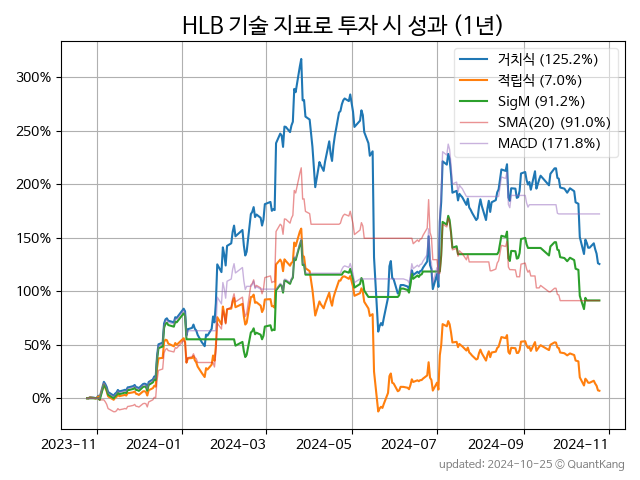 HLB 기술 지표로 투자 시 성과 (1년)
거치식 (125.2%)
적립식 (7.0%)
SigM (91.2%)
SMA(20) (91.0%)
MACD (171.8%)
300%
250%
200%
150%
100%
50%
0%
2023-11 2024-01 2024-03 2024-05 2024-07 2024-09 2024-11
updated: 2024-10-25 © QuantKang